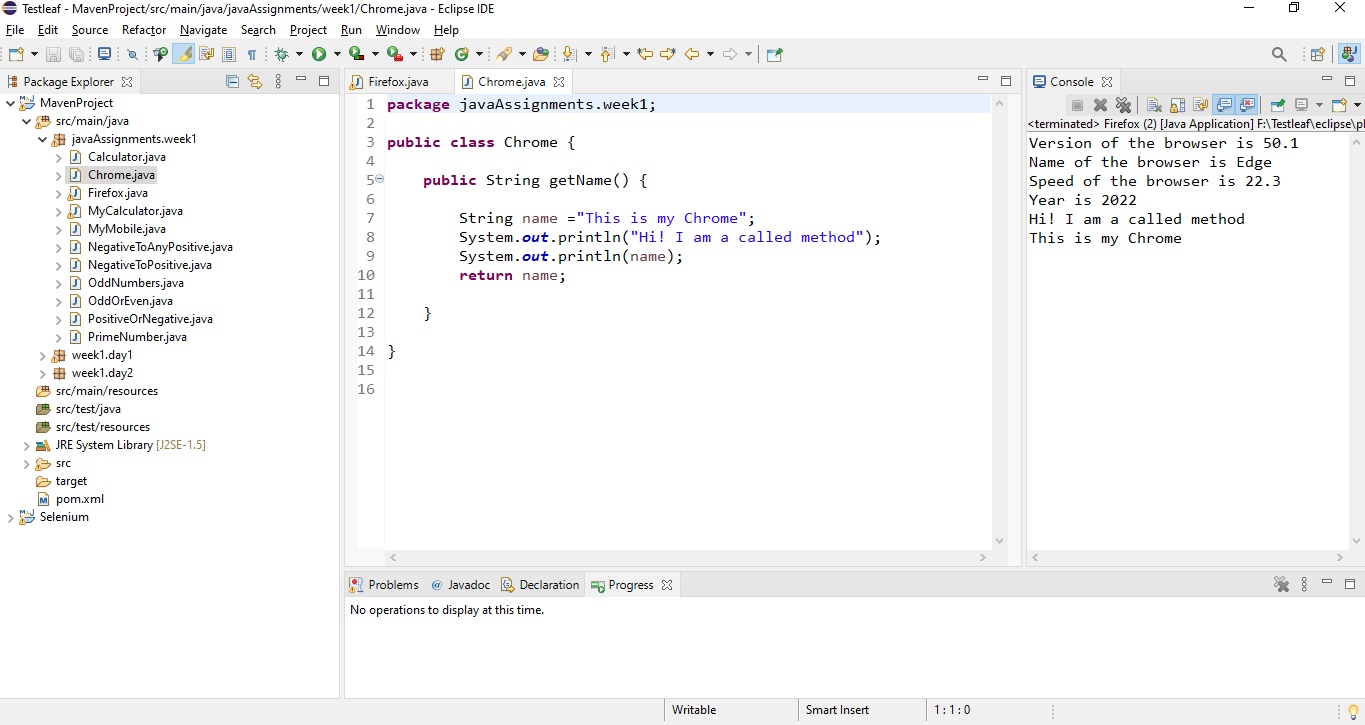 Testleaf - MavenProject/src/main/java/javaAssignments/week1/Chrome.java - Eclipse IDE
File Edit Source Refactor Navigate Search Project Run Window Help
Package Explorer
MavenProject
src/main/java
javaAssignments.week1
Calculator.java
Chrome.java
Firefox.java
MyCalculator.java
MyMobile.java
NegativeToAnyPositive.java
NegativeToPositive.java
OddNumbers.java
OddOrEven.java
PositiveOrNegative.java
PrimeNumber.java
week1.day1
week1.day2
src/main/resources
src/test/java
src/test/resources
JRE System Library [J2SE-1.5]
src
target
pom.xml
Selenium
Firefox.java Chrome.java
1 package javaAssignments.week1;
2
3 public class Chrome {
4
5 public String getName() {
6
7 String name ="This is my Chrome";
8 System.out.println("Hi! I am a called method");
9 System.out.println(name);
10 return name;
11
12 }
13
14 }
15
16
Console
<terminated> Firefox (2) [Java Application] F:\Testleaf\eclipse\pl
Version of the browser is 50.1
Name of the browser is Edge
Speed of the browser is 22.3
Year is 2022
Hi! I am a called method
This is my Chrome
Problems @ Javadoc Declaration Progress
No operations to display at this time.
Writable Smart Insert 1 : 1 : 0